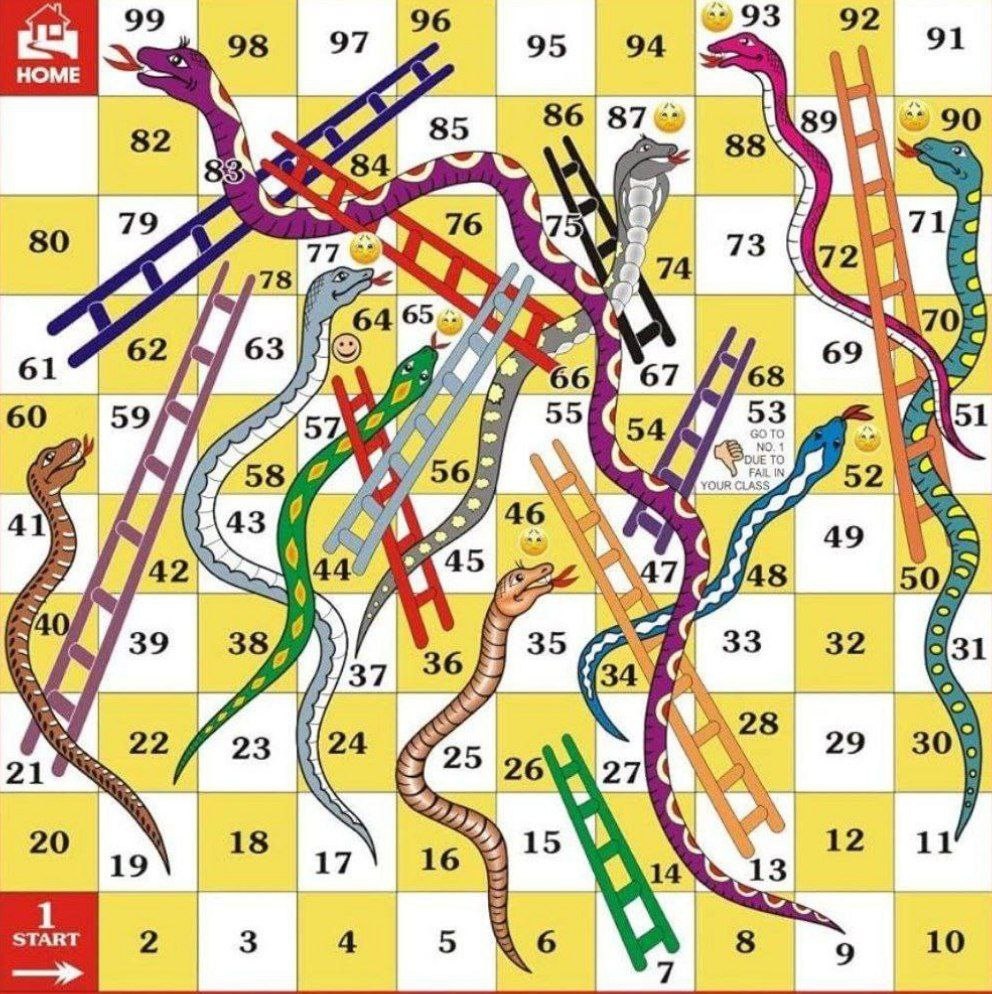 HOME 99 98 97 96 95 94 93 92 91
82 83 84 85 86 87 88 89 90
80 79 78 77 76 75 74 73 72 71
61 62 63 64 65 66 67 68 69 70
60 59 58 57 56 55 54 53 52 51
GO TO
NO. 1
DUE TO
FAIL IN
YOUR CLASS
41 42 43 44 45 46 47 48 49 50
40 39 38 37 36 35 34 33 32 31
21 22 23 24 25 26 27 28 29 30
20 19 18 17 16 15 14 13 12 11
1 2 3 4 5 6 7 8 9 10
START